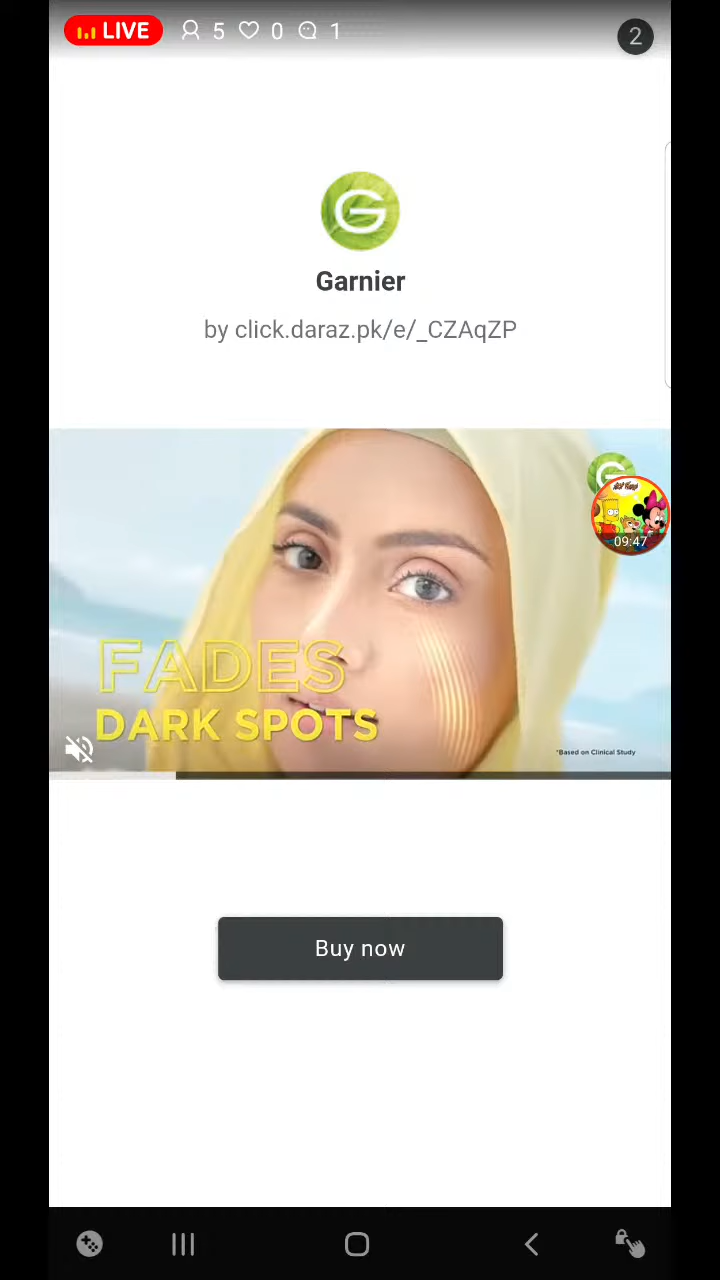 LIVE 5 0 1
2
G
Garnier
by click.daraz.pk/e/_CZAqZP
G
09:47
FADES
DARK SPOTS
*Based on Clinical Study
Buy now